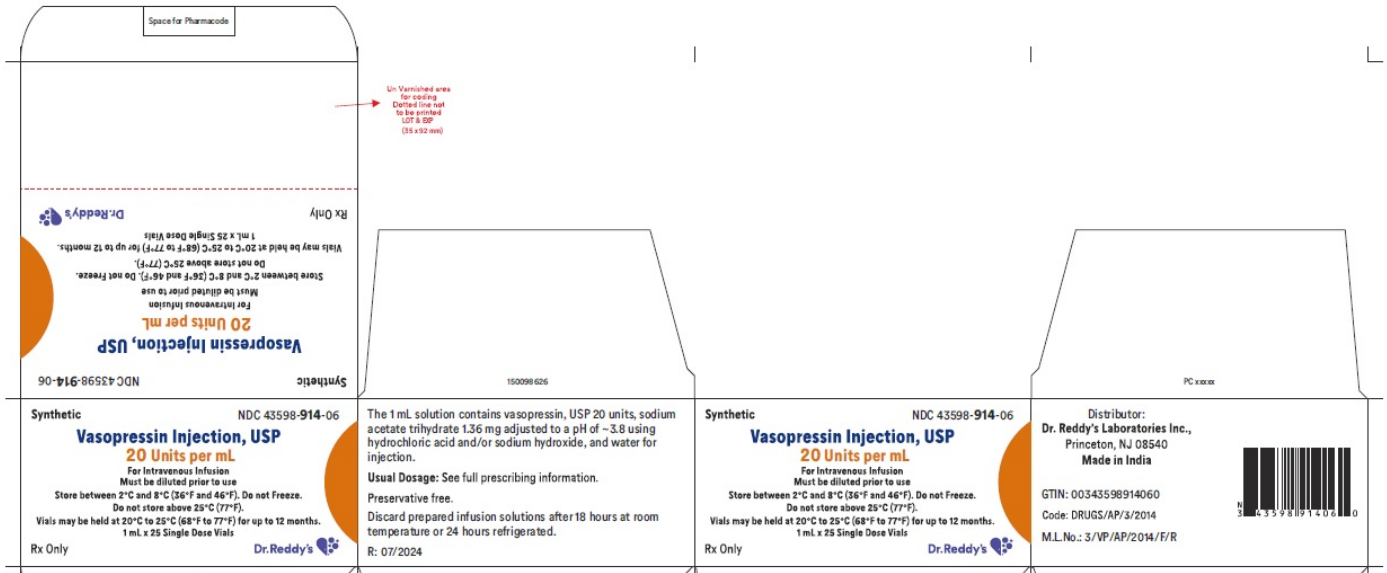 Space for Pharmacode
Un Varnished area
for coding
Dotted line not
to be printed
LOT & EXP
(35 x 92 mm)
Dr.Reddy's
Rx Only
1 mL x 25 Single Dose Vials
Vials may be held at 20°C to 25°C (68°F to 77°F) for up to 12 months.
Do not store above 25°C (77°F).
Store between 2°C and 8°C (36°F and 46°F). Do not Freeze.
Must be diluted prior to use
For Intravenous Infusion
20 Units per mL
Vasopressin Injection, USP
NDC 43598-914-06
Synthetic
150098626
PC xxxxx
Synthetic
NDC 43598-914-06
Vasopressin Injection, USP
20 Units per mL
For Intravenous Infusion
Must be diluted prior to use
Store between 2°C and 8°C (36°F and 46°F). Do not Freeze.
Do not store above 25°C (77°F).
Vials may be held at 20°C to 25°C (68°F to 77°F) for up to 12 months.
1 mL x 25 Single Dose Vials
Rx Only
Dr.Reddy's
The 1 mL solution contains vasopressin, USP 20 units, sodium
acetate trihydrate 1.36 mg adjusted to a pH of ~3.8 using
hydrochloric acid and/or sodium hydroxide, and water for
injection.
Usual Dosage: See full prescribing information.
Preservative free.
Discard prepared infusion solutions after 18 hours at room
temperature or 24 hours refrigerated.
R: 07/2024
Synthetic
NDC 43598-914-06
Vasopressin Injection, USP
20 Units per mL
For Intravenous Infusion
Must be diluted prior to use
Store between 2°C and 8°C (36°F and 46°F). Do not Freeze.
Do not store above 25°C (77°F).
Vials may be held at 20°C to 25°C (68°F to 77°F) for up to 12 months.
1 mL x 25 Single Dose Vials
Rx Only
Dr.Reddy's
Distributor:
Dr. Reddy's Laboratories Inc.,
Princeton, NJ 08540
Made in India
GTIN: 00343598914060
Code: DRUGS/AP/3/2014
M.L.No.: 3/VP/AP/2014/F/R
N
3 43598 91406 0